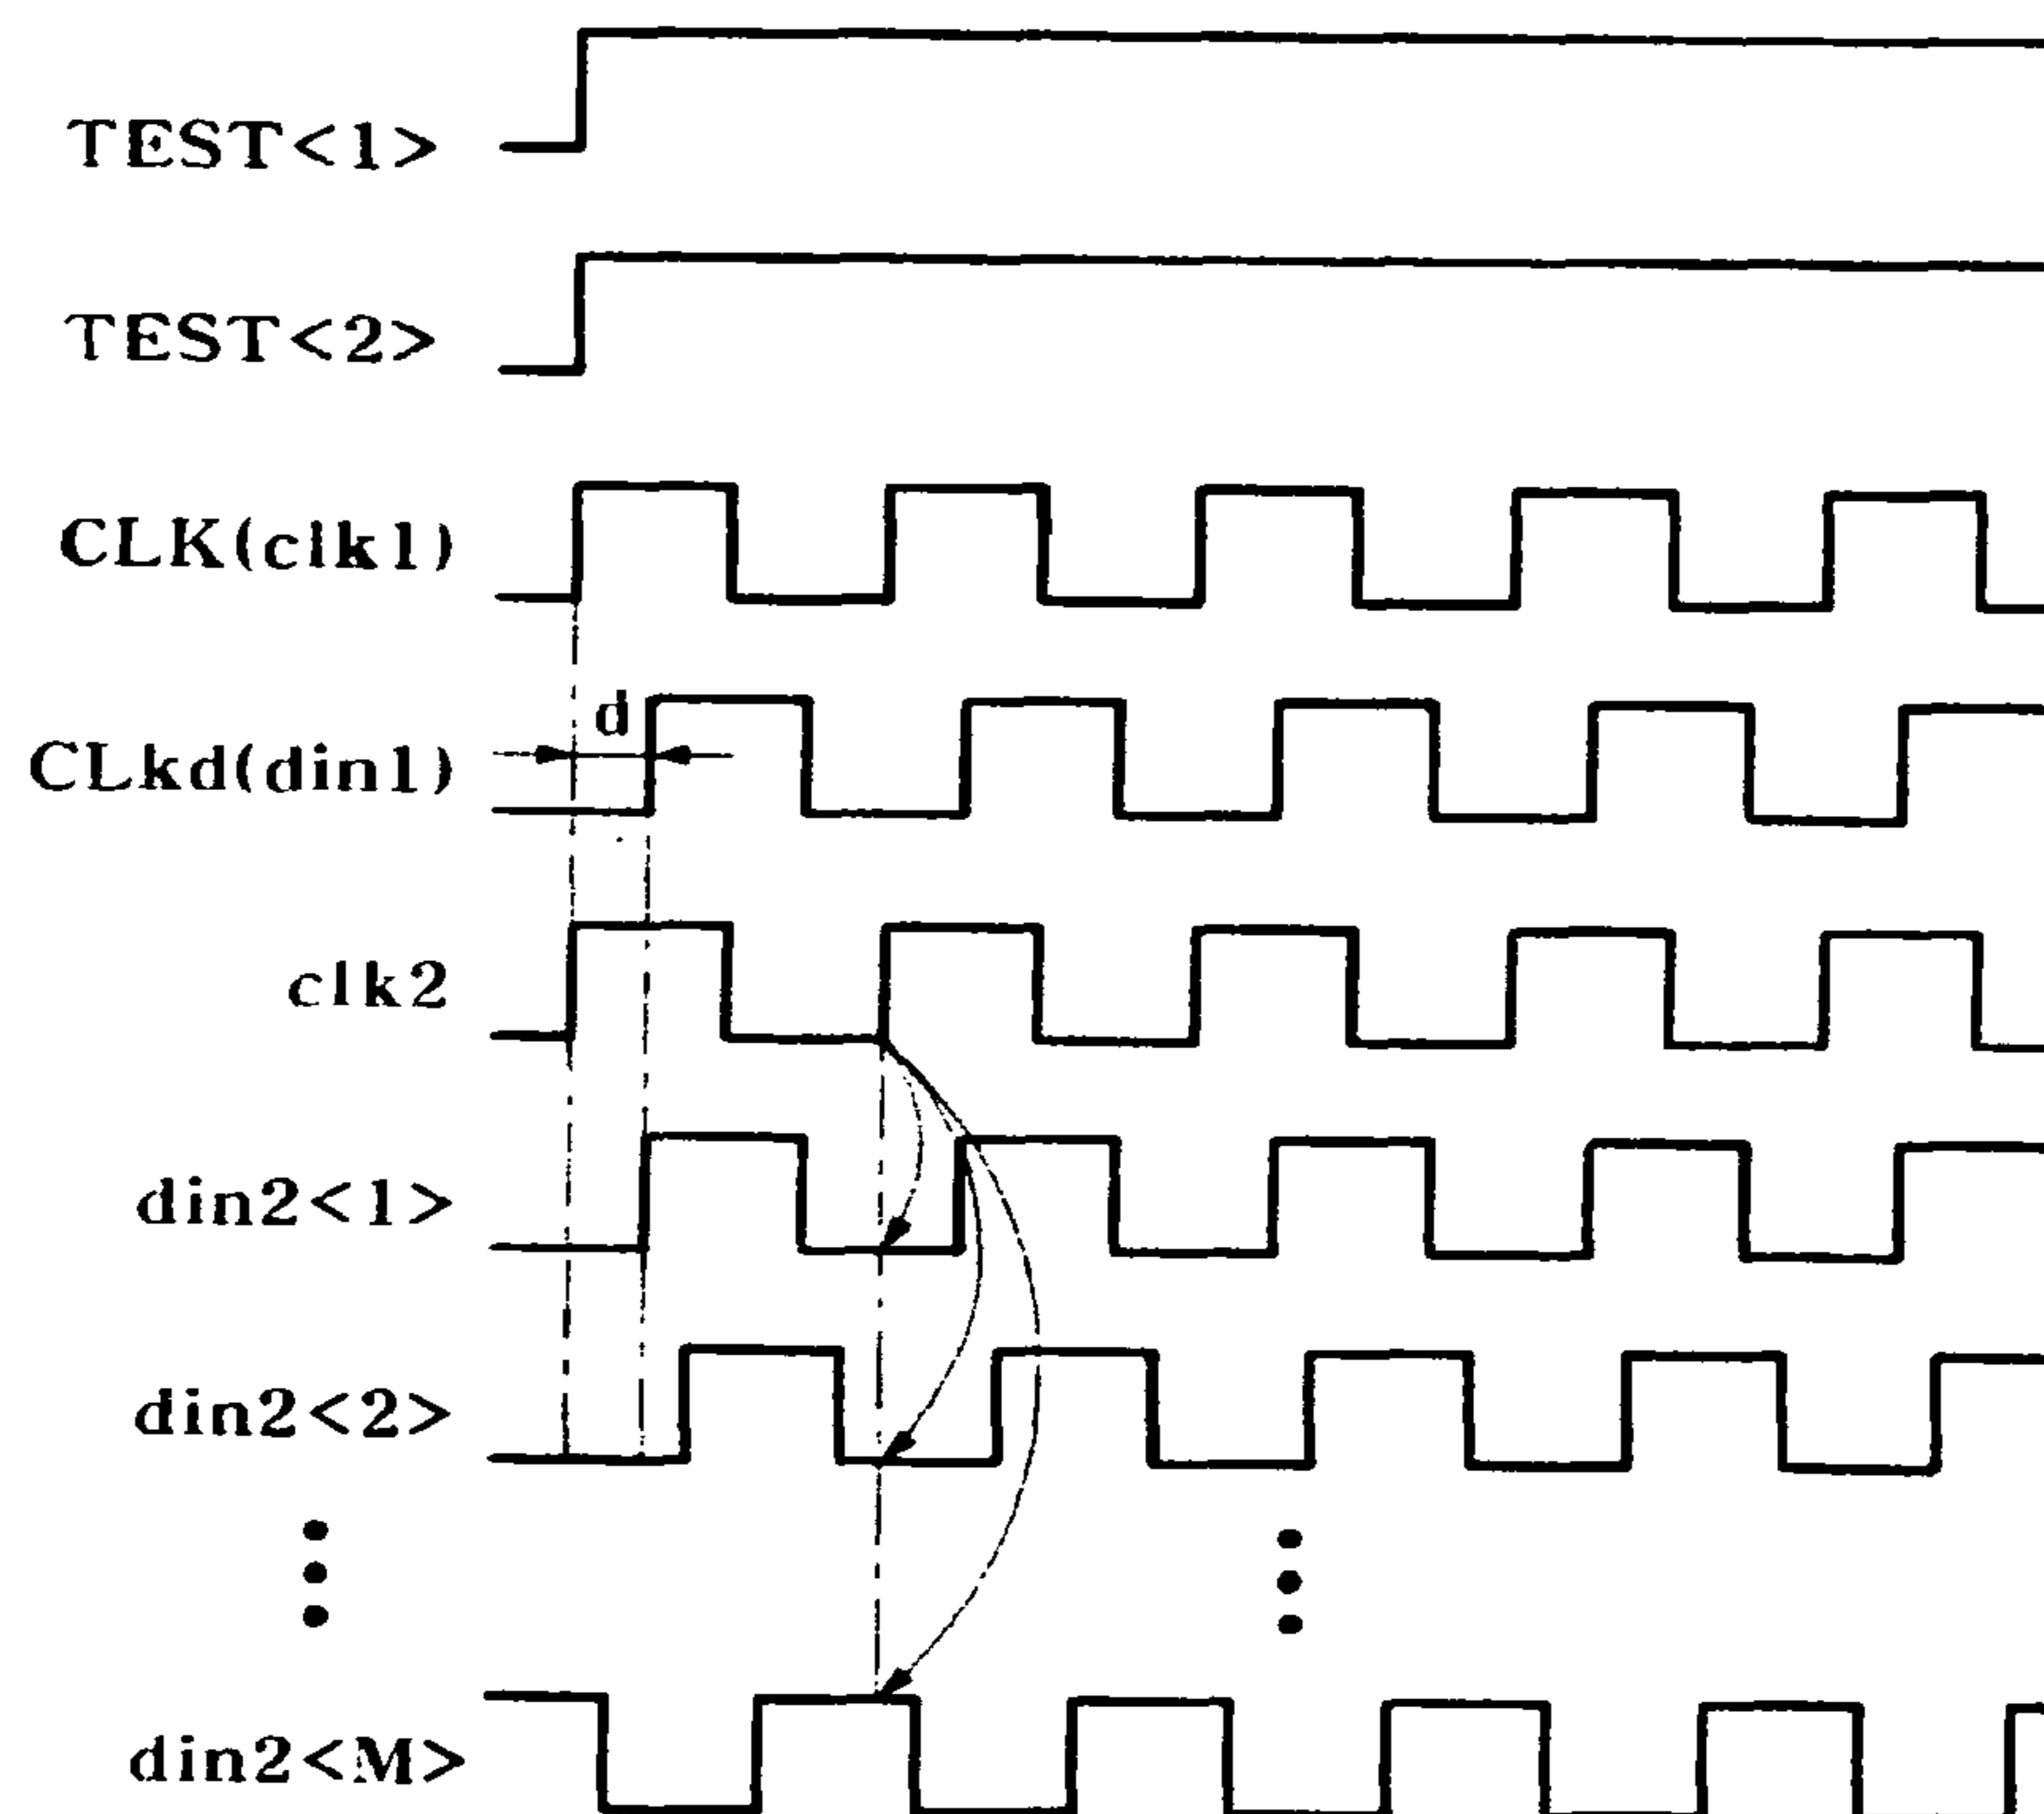 TEST<1>
TEST<2>
CLK(clk1)
d
CLkd(din1)
clk2
din2<1>
din2<2>
din2<M>